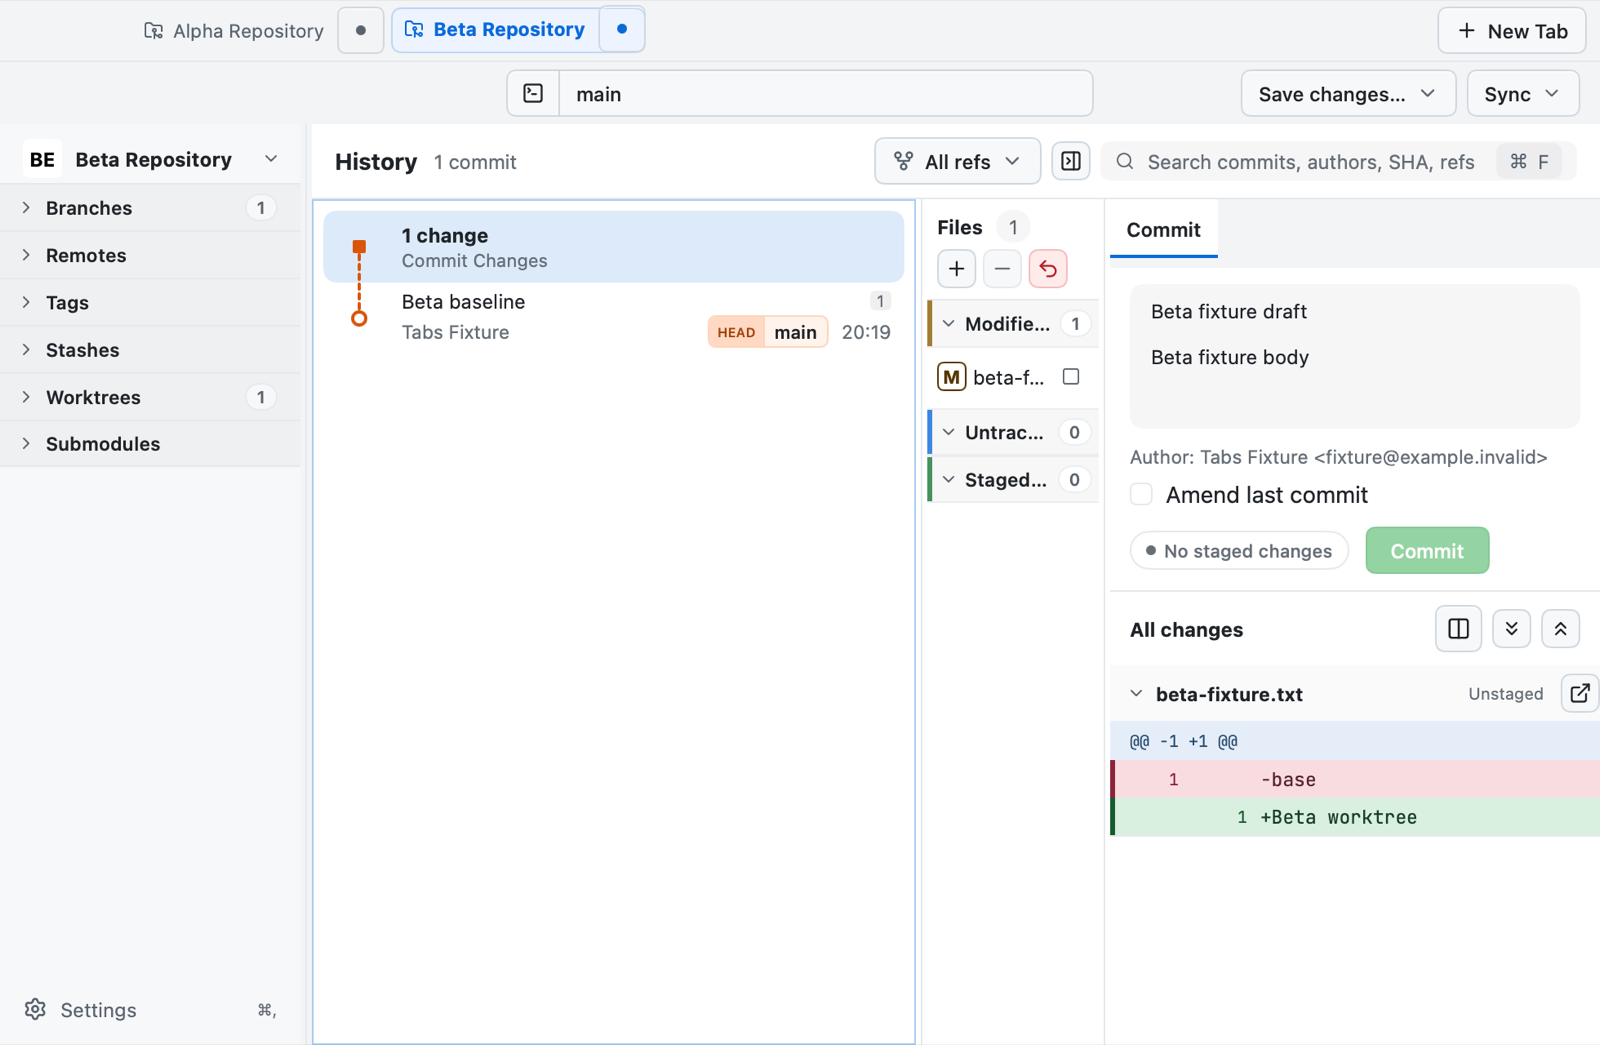 Alpha Repository
Beta Repository
New Tab
main
Save changes...
Sync
BE Beta Repository
Branches 1
Remotes
Tags
Stashes
Worktrees 1
Submodules
Settings ⌘,
History 1 commit
All refs
Search commits, authors, SHA, refs ⌘ F
1 change
Commit Changes
Beta baseline 1
Tabs Fixture HEAD main 20:19
Files 1
Modifie... 1
M beta-f...
Untrac... 0
Staged... 0
Commit
Beta fixture draft
Beta fixture body
Author: Tabs Fixture <fixture@example.invalid>
Amend last commit
No staged changes Commit
All changes
beta-fixture.txt Unstaged
@@ -1 +1 @@
1 -base
1 +Beta worktree